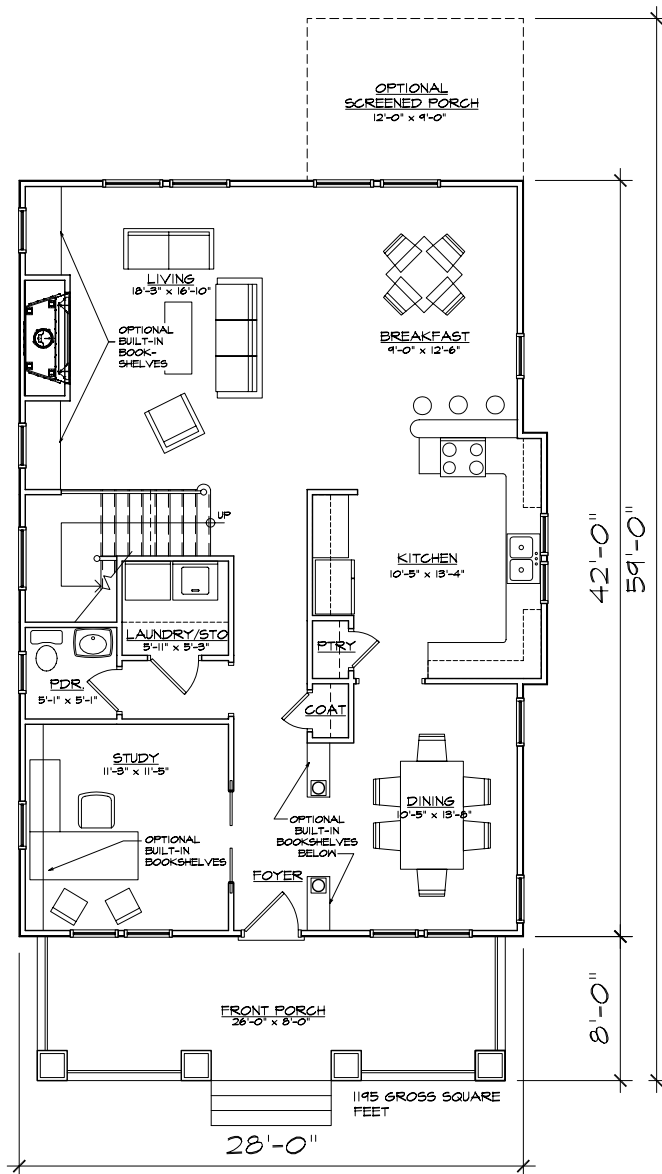 OPTIONAL
SCREENED PORCH
12'-0" x 9'-0"
LIVING
18'-3" x 16'-10"
OPTIONAL
BUILT-IN
BOOK-
SHELVES
BREAKFAST
9'-0" x 12'-6"
UP
KITCHEN
10'-5" x 13'-4"
42'-0"
59'-0"
LAUNDRY/STO
5'-11" x 5'-3"
PTRY
PDR.
5'-1" x 5'-1"
COAT
STUDY
11'-3" x 11'-5"
DINING
10'-5" x 13'-8"
OPTIONAL
BUILT-IN
BOOKSHELVES
BELOW
OPTIONAL
BUILT-IN
BOOKSHELVES
FOYER
FRONT PORCH
26'-0" x 8'-0"
8'-0"
1195 GROSS SQUARE
FEET
28'-0"